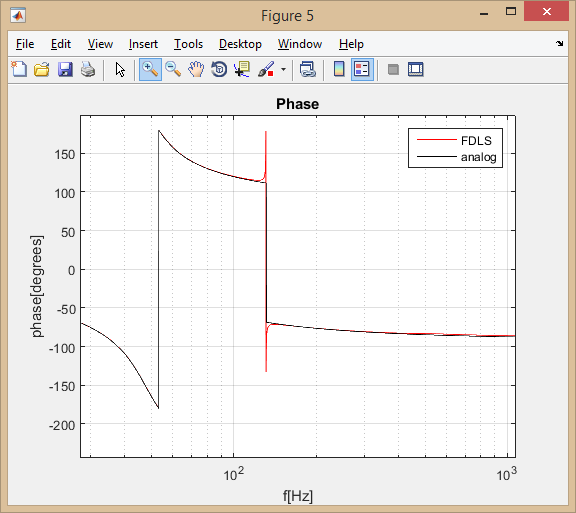 Figure 5
File Edit View Insert Tools Desktop Window Help
Phase
FDLS
analog
150
100
50
0
-50
-100
-150
-200
phase[degrees]
10^2
10^3
f[Hz]